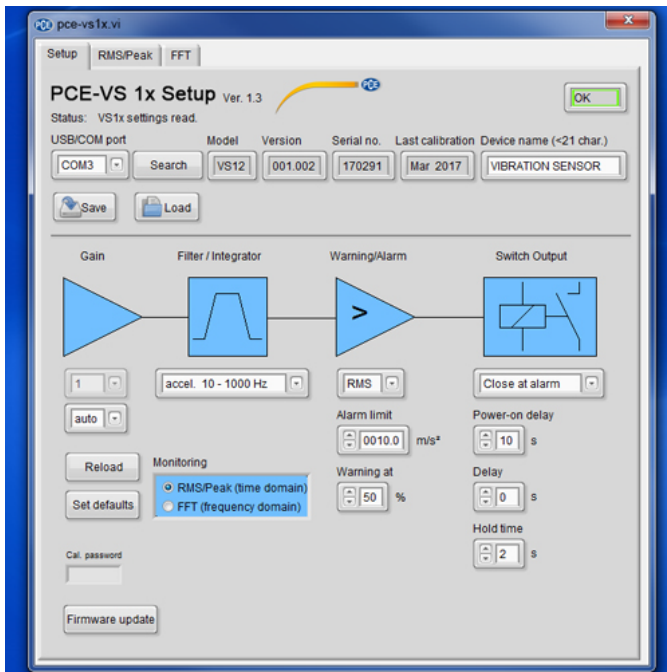 pce-vs1x.vi
Setup RMS/Peak FFT
PCE-VS 1x Setup Ver. 1.3 PCE OK
Status: VS1x settings read.
USB/COM port Model Version Serial no. Last calibration Device name (<21 char.)
COM3 Search VS12 001.002 170291 Mar 2017 VIBRATION SENSOR
Save Load
Gain Filter / Integrator Warning/Alarm Switch Output
>
1 accel. 10 - 1000 Hz RMS Close at alarm
auto Alarm limit Power-on delay
0010.0 m/s² 10 s
Reload Monitoring Warning at Delay
RMS/Peak (time domain) 50 % 0 s
Set defaults FFT (frequency domain)
Hold time
2 s
Cal. password
Firmware update